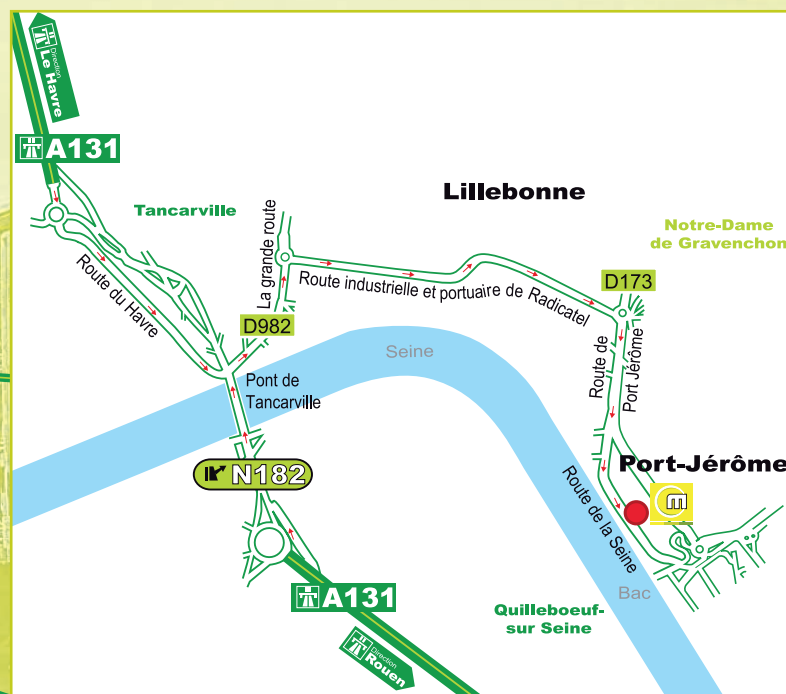 Direction
Le Havre
A131
Tancarville
Lillebonne
Notre-Dame
de Gravenchon
La grande route
Route du Havre
Route industrielle et portuaire de Radicatel
D173
D982
Seine
Route de
Port Jérôme
Pont de
Tancarville
N182
Port-Jérôme
m
Route de la Seine
Bac
A131
Quilleboeuf-
sur Seine
Direction
Rouen